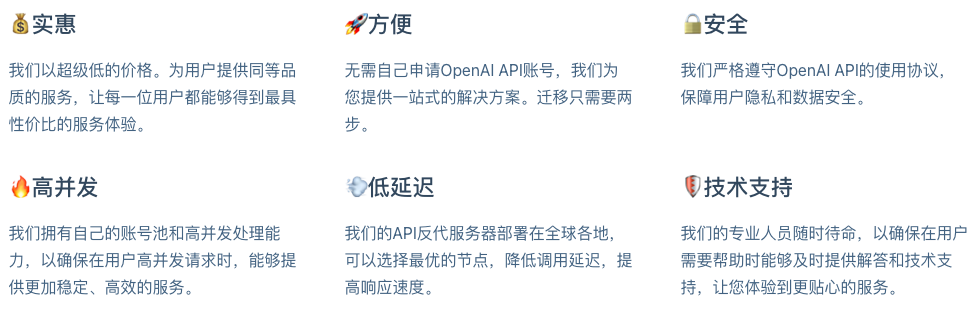 💰实惠
我们以超级低的价格。为用户提供同等品
质的服务，让每一位用户都能够得到最具
性价比的服务体验。
🚀方便
无需自己申请OpenAI API账号，我们为
您提供一站式的解决方案。迁移只需要两
步。
🔒安全
我们严格遵守OpenAI API的使用协议，
保障用户隐私和数据安全。
🔥高并发
我们拥有自己的账号池和高并发处理能
力，以确保在用户高并发请求时，能够提
供更加稳定、高效的服务。
💨低延迟
我们的API反代服务器部署在全球各地，
可以选择最优的节点，降低调用延迟，提
高响应速度。
🛡️技术支持
我们的专业人员随时待命，以确保在用户
需要帮助时能够及时提供解答和技术支
持，让您体验到更贴心的服务。